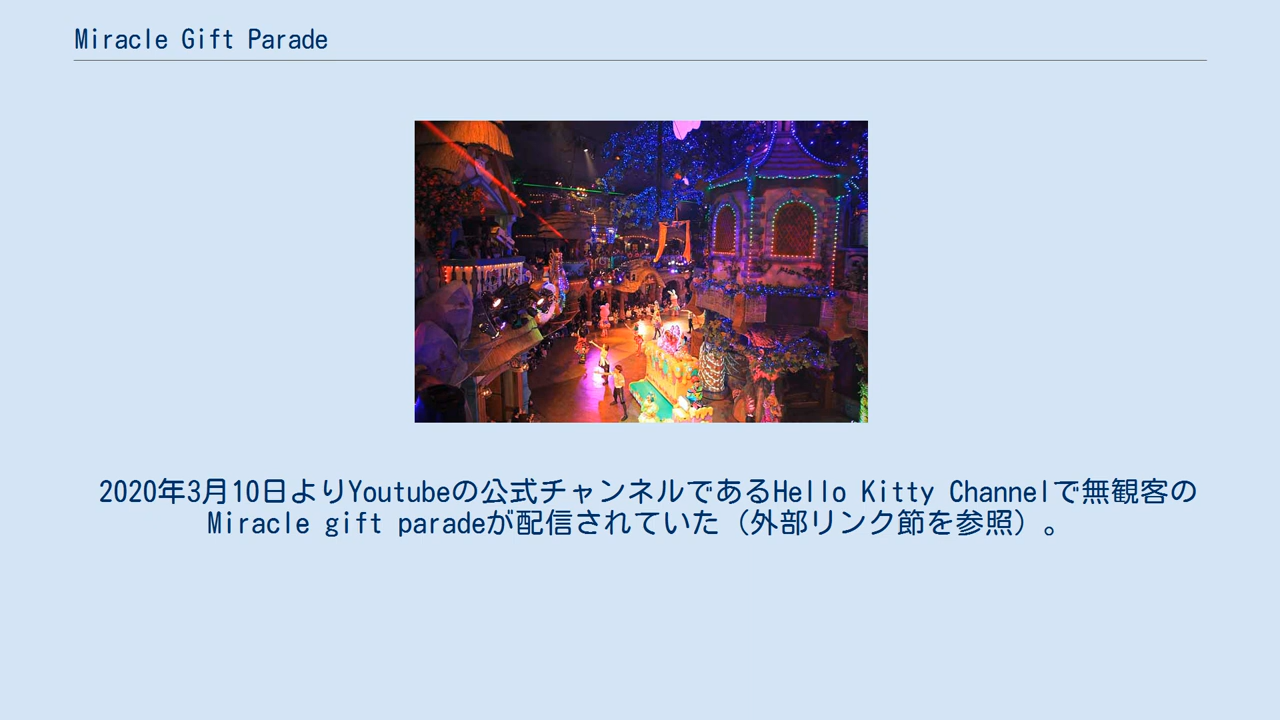 Miracle Gift Parade
2020年3月10日よりYoutubeの公式チャンネルであるHello Kitty Channelで無観客の
Miracle gift paradeが配信されていた（外部リンク節を参照）。